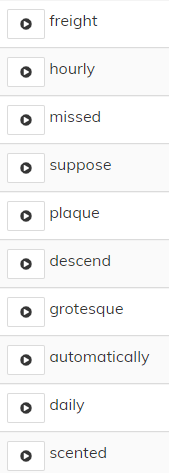 freight
hourly
missed
suppose
plaque
descend
grotesque
automatically
daily
scented